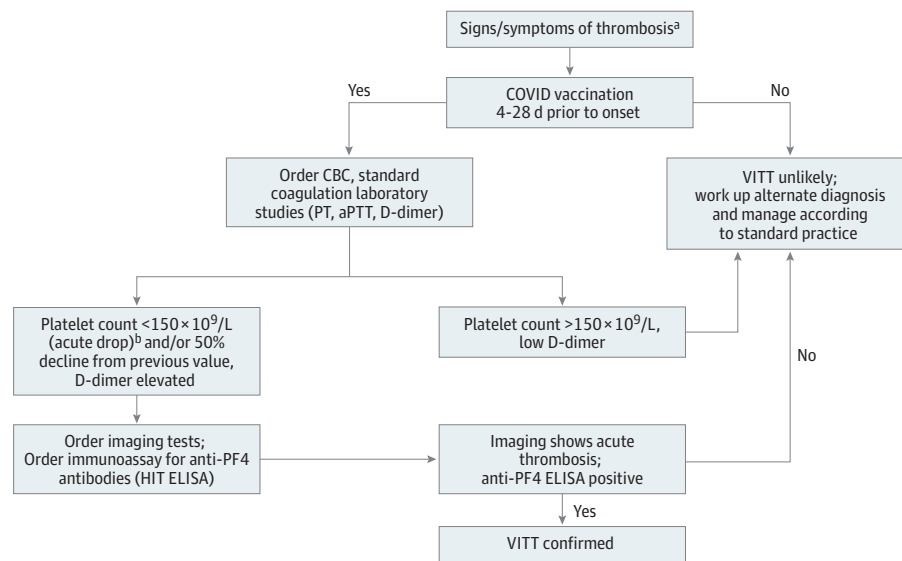 Signs/symptoms of thrombosisᵃ
Yes
COVID vaccination
4-28 d prior to onset
No
Order CBC, standard
coagulation laboratory
studies (PT, aPTT, D-dimer)
VITT unlikely;
work up alternate diagnosis
and manage according
to standard practice
Platelet count <150 × 10⁹/L
(acute drop)ᵇ and/or 50%
decline from previous value,
D-dimer elevated
Platelet count >150 × 10⁹/L,
low D-dimer
No
Order imaging tests;
Order immunoassay for anti-PF4
antibodies (HIT ELISA)
Imaging shows acute
thrombosis;
anti-PF4 ELISA positive
Yes
VITT confirmed